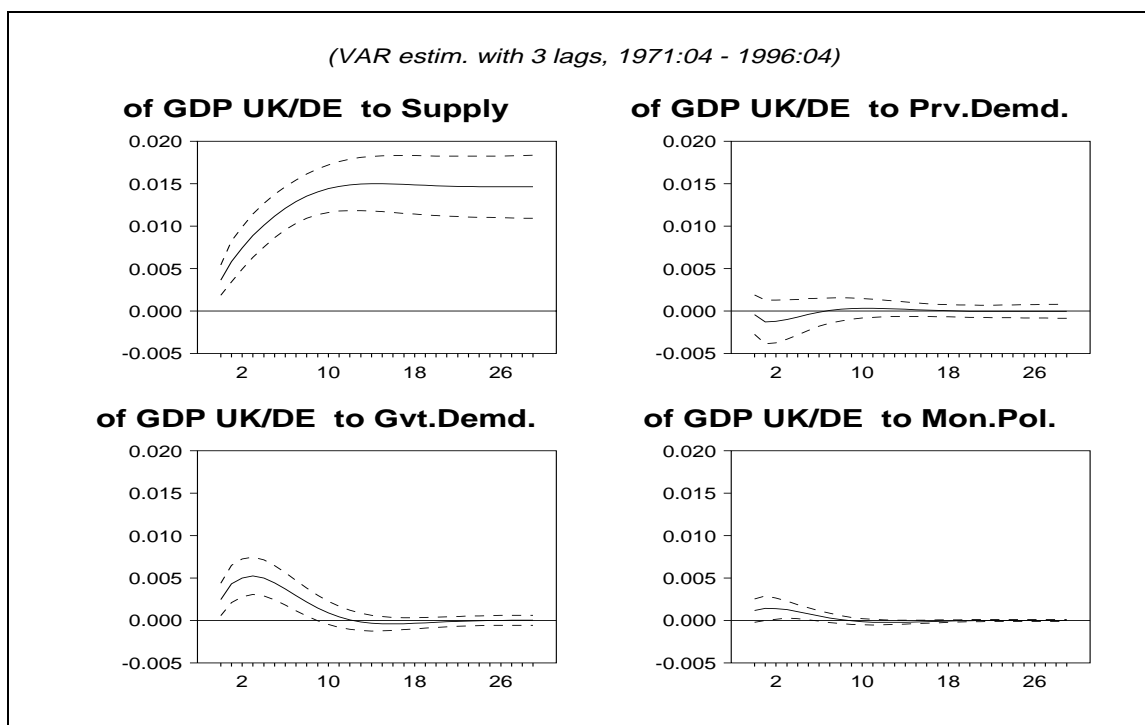 (VAR estim. with 3 lags, 1971:04 - 1996:04)
of GDP UK/DE to Supply
0.020
0.015
0.010
0.005
0.000
-0.005
2 10 18 26
of GDP UK/DE to Prv.Demd.
0.020
0.015
0.010
0.005
0.000
-0.005
2 10 18 26
of GDP UK/DE to Gvt.Demd.
0.020
0.015
0.010
0.005
0.000
-0.005
2 10 18 26
of GDP UK/DE to Mon.Pol.
0.020
0.015
0.010
0.005
0.000
-0.005
2 10 18 26